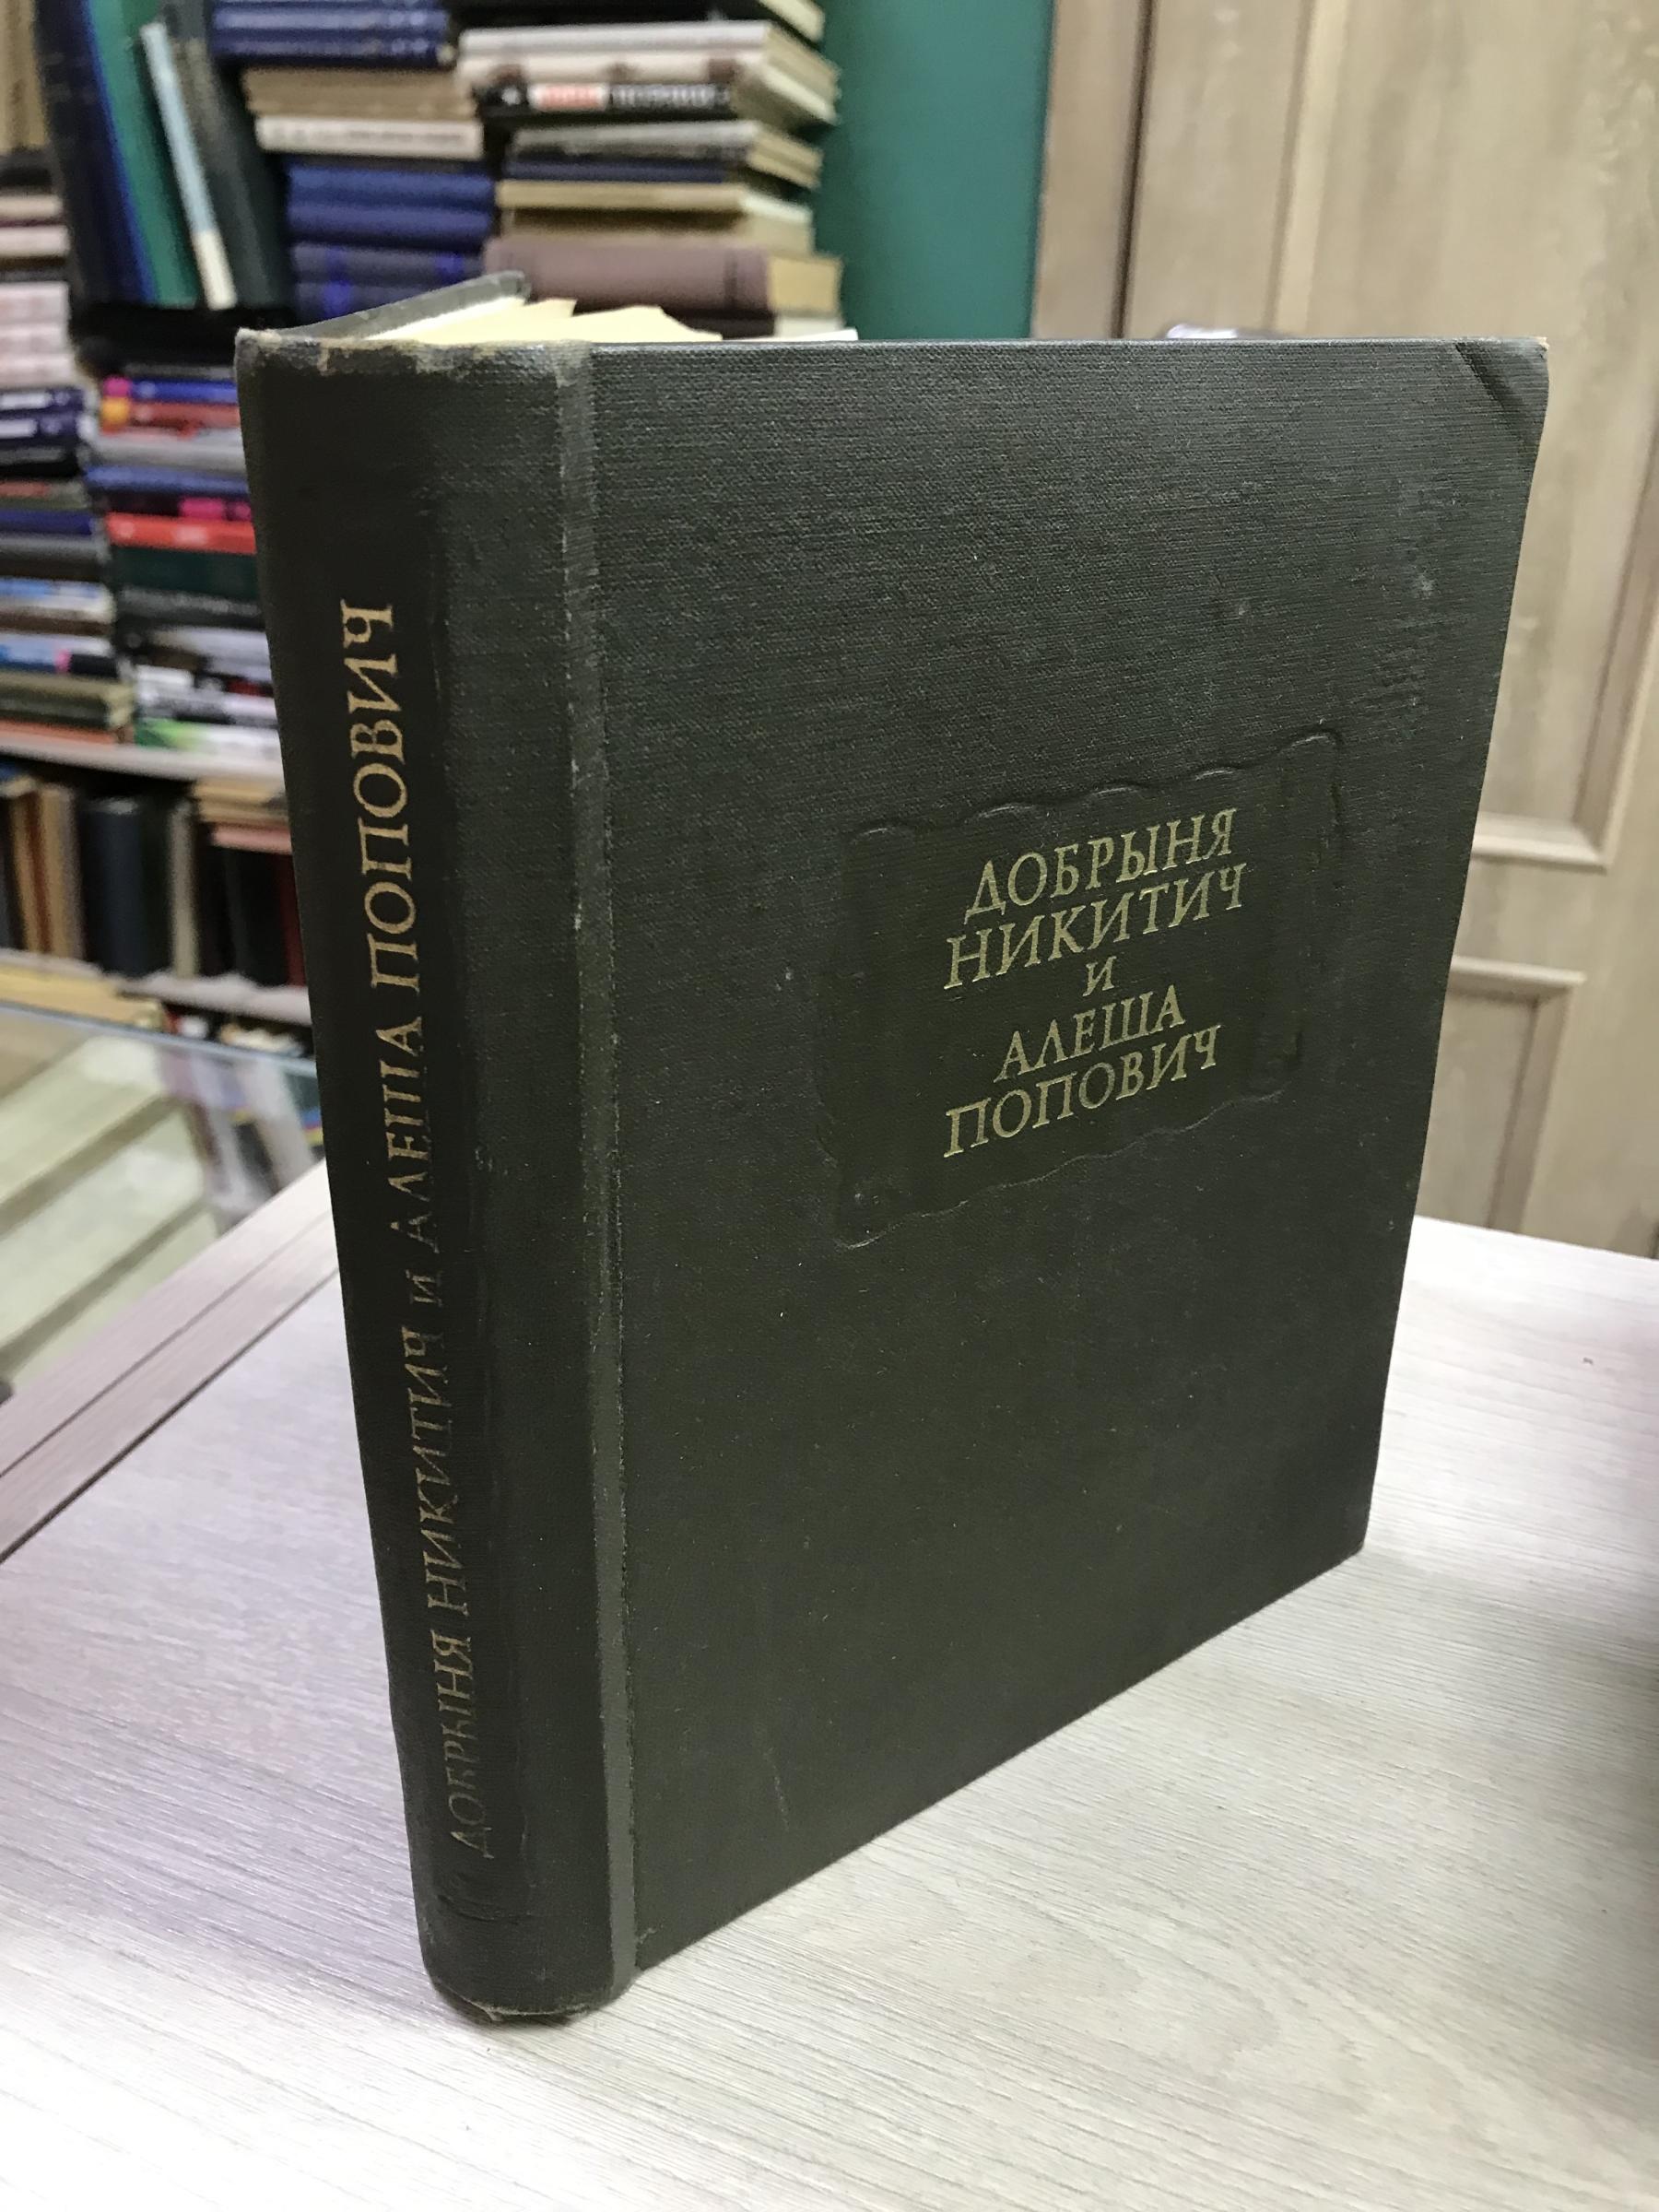 ДОБРЫНЯ НИКИТИЧ И АЛЕША ПОПОВИЧ
ДОБРЫНЯ
НИКИТИЧ
И
АЛЕША
ПОПОВИЧ